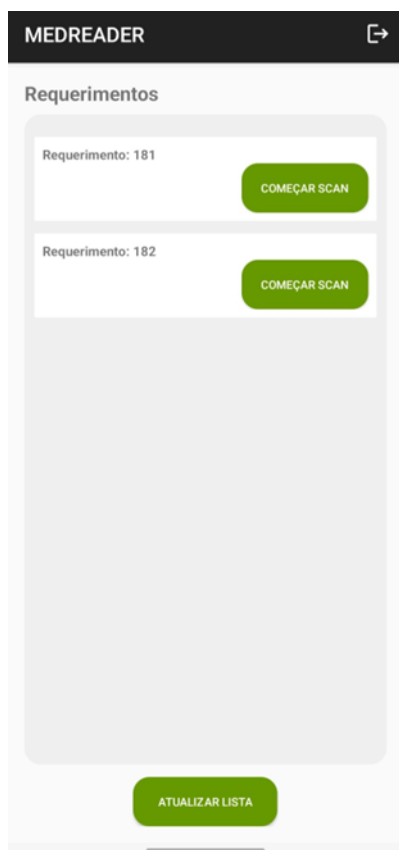 MEDREADER
Requerimentos
Requerimento: 181
COMEÇAR SCAN
Requerimento: 182
COMEÇAR SCAN
ATUALIZAR LISTA